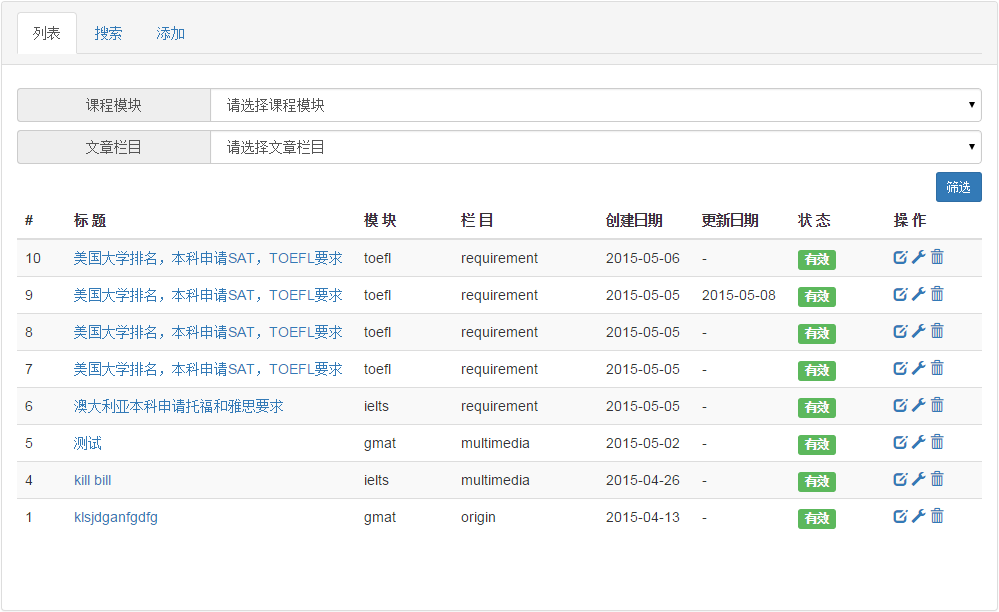 列表 搜索 添加
课程模块 请选择课程模块
文章栏目 请选择文章栏目
筛选
# 标 题 模 块 栏 目 创建日期 更新日期 状 态 操 作
10 美国大学排名，本科申请SAT，TOEFL要求 toefl requirement 2015-05-06 - 有效
9 美国大学排名，本科申请SAT，TOEFL要求 toefl requirement 2015-05-05 2015-05-08 有效
8 美国大学排名，本科申请SAT，TOEFL要求 toefl requirement 2015-05-05 - 有效
7 美国大学排名，本科申请SAT，TOEFL要求 toefl requirement 2015-05-05 - 有效
6 澳大利亚本科申请托福和雅思要求 ielts requirement 2015-05-05 - 有效
5 测试 gmat multimedia 2015-05-02 - 有效
4 kill bill ielts multimedia 2015-04-26 - 有效
1 klsjdganfgdfg gmat origin 2015-04-13 - 有效